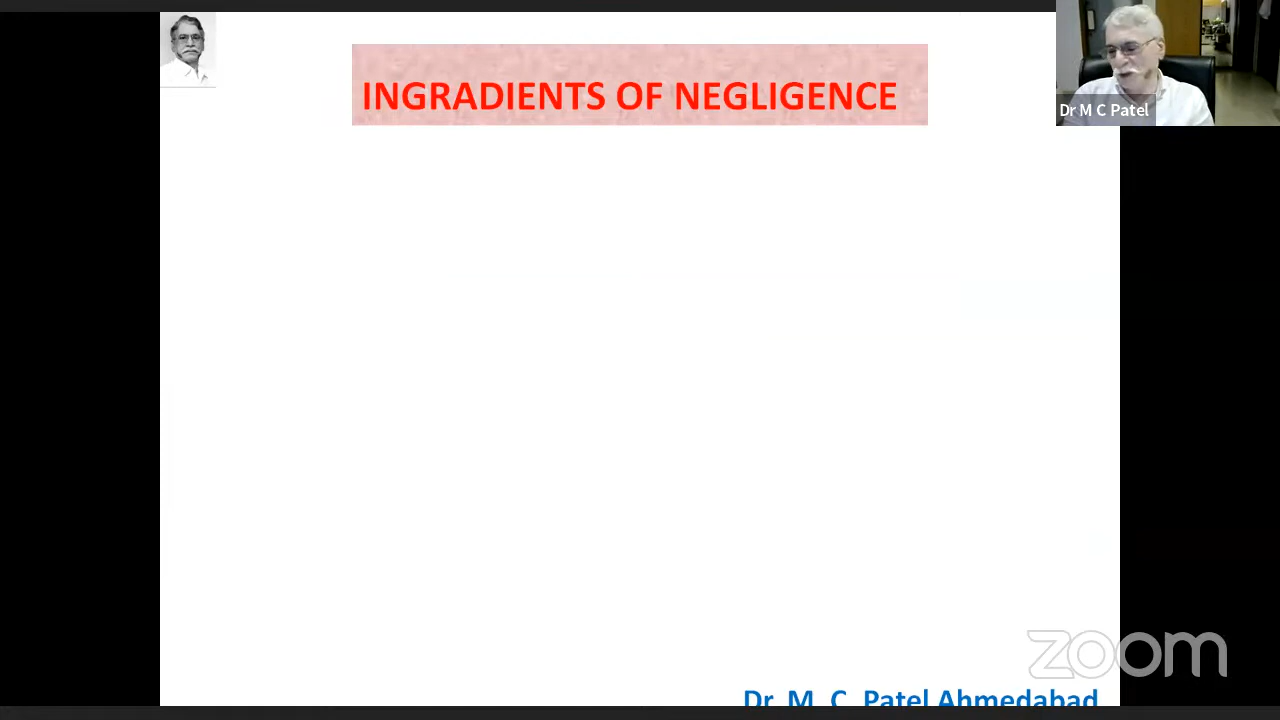 INGRADIENTS OF NEGLIGENCE
Dr M C Patel
zoom
Dr. M. C. Patel Ahmedabad